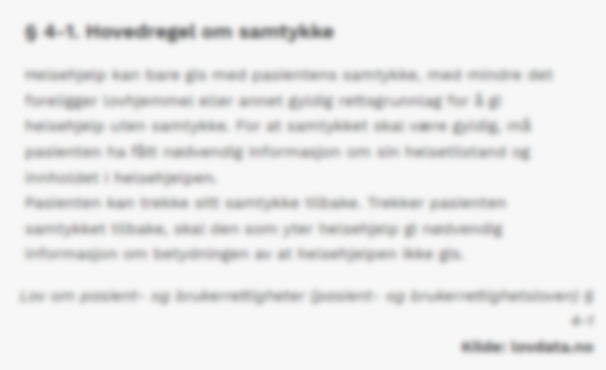 § 4-1. Hovedregel om samtykke
Helsehjelp kan bare gis med pasientens samtykke, med mindre det
foreligger lovhjemmel eller annet gyldig rettsgrunnlag for å gi
helsehjelp uten samtykke. For at samtykket skal være gyldig, må
pasienten ha fått nødvendig informasjon om sin helsetilstand og
innholdet i helsehjelpen.
Pasienten kan trekke sitt samtykke tilbake. Trekker pasienten
samtykket tilbake, skal den som yter helsehjelp gi nødvendig
informasjon om betydningen av at helsehjelpen ikke gis.
Lov om pasient- og brukerrettigheter (pasient- og brukerrettighetsloven) §
4-1
Kilde: lovdata.no